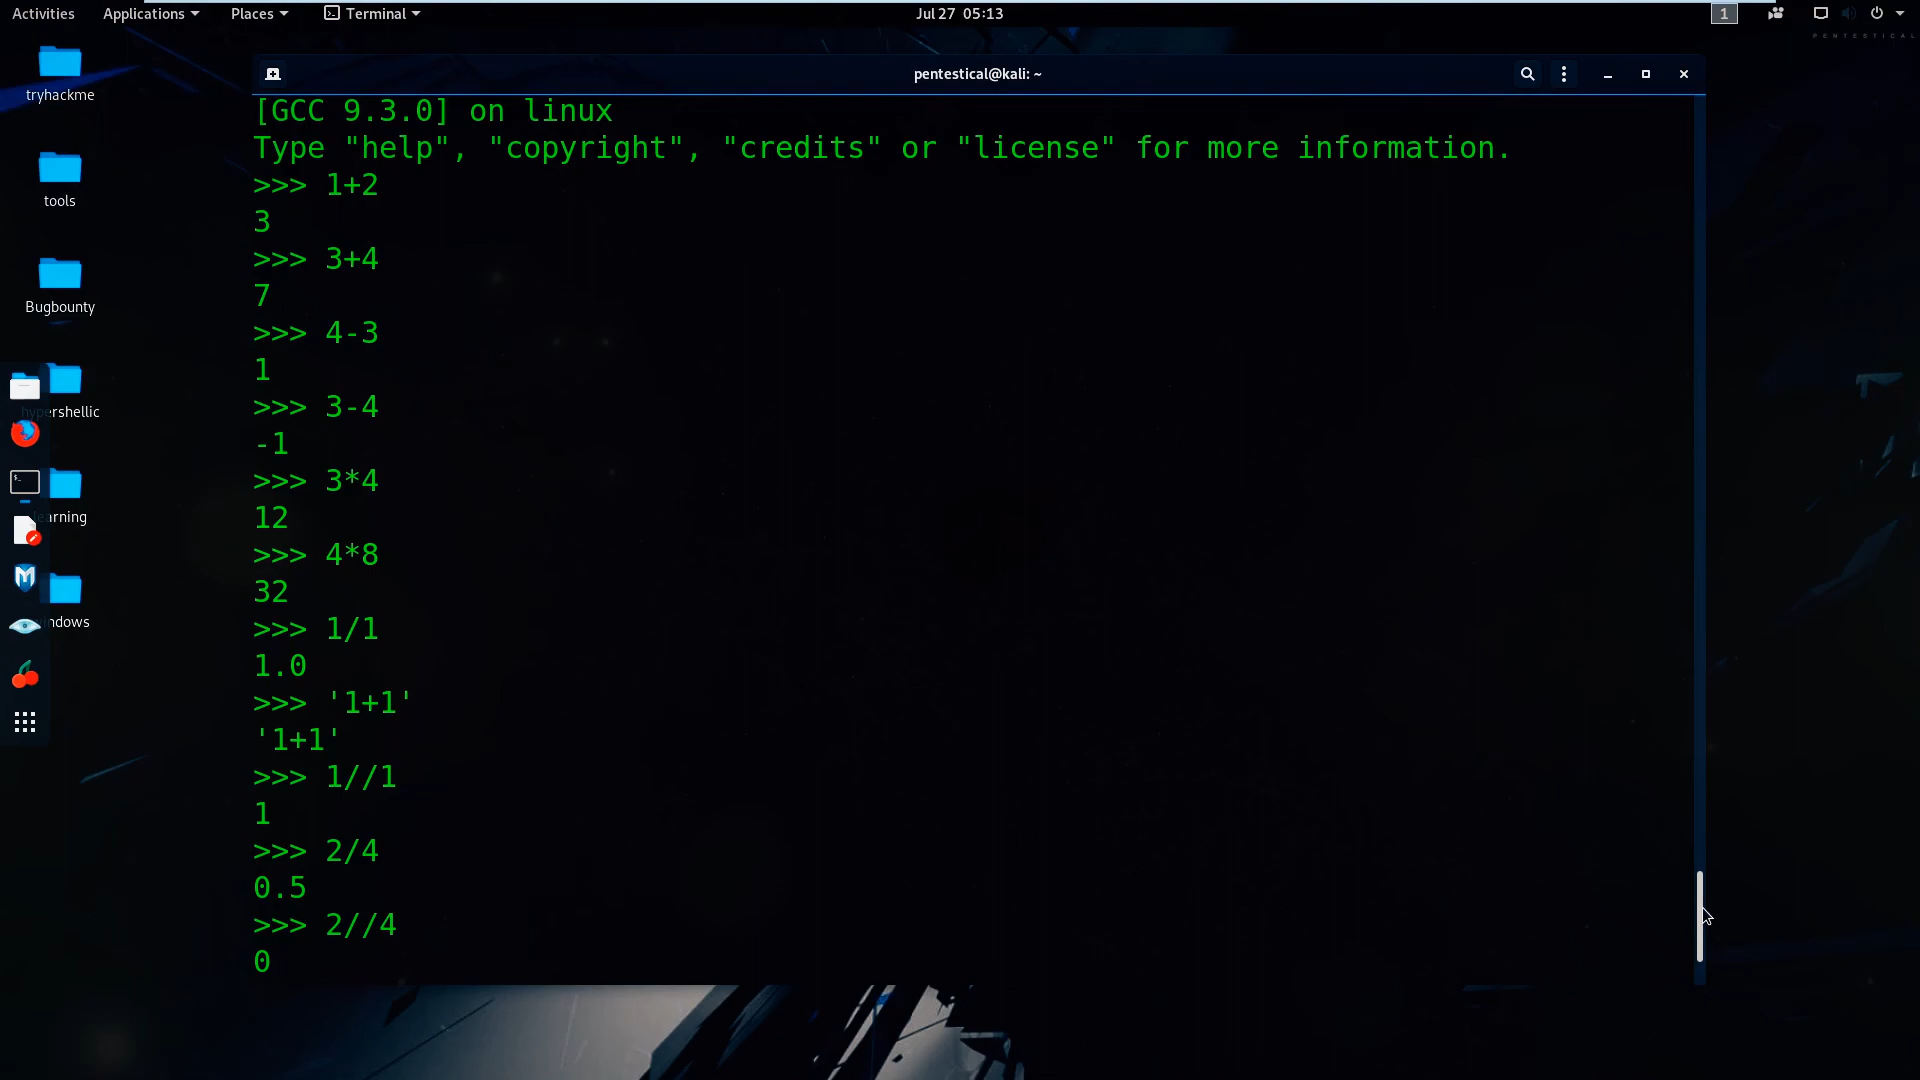 Activities Applications Places Terminal Jul 27 05:13 1
PENTESTICAL
pentestical@kali: ~
tryhackme
tools
Bugbounty
hypershellic
earning
ndows
[GCC 9.3.0] on linux
Type "help", "copyright", "credits" or "license" for more information.
>>> 1+2
3
>>> 3+4
7
>>> 4-3
1
>>> 3-4
-1
>>> 3*4
12
>>> 4*8
32
>>> 1/1
1.0
>>> '1+1'
'1+1'
>>> 1//1
1
>>> 2/4
0.5
>>> 2//4
0